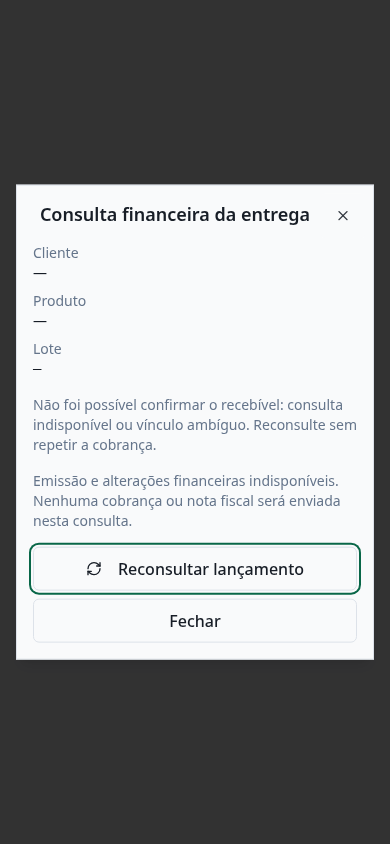 Consulta financeira da entrega
Cliente
—
Produto
—
Lote
—
Não foi possível confirmar o recebível: consulta
indisponível ou vínculo ambíguo. Reconsulte sem
repetir a cobrança.
Emissão e alterações financeiras indisponíveis.
Nenhuma cobrança ou nota fiscal será enviada
nesta consulta.
Reconsultar lançamento
Fechar